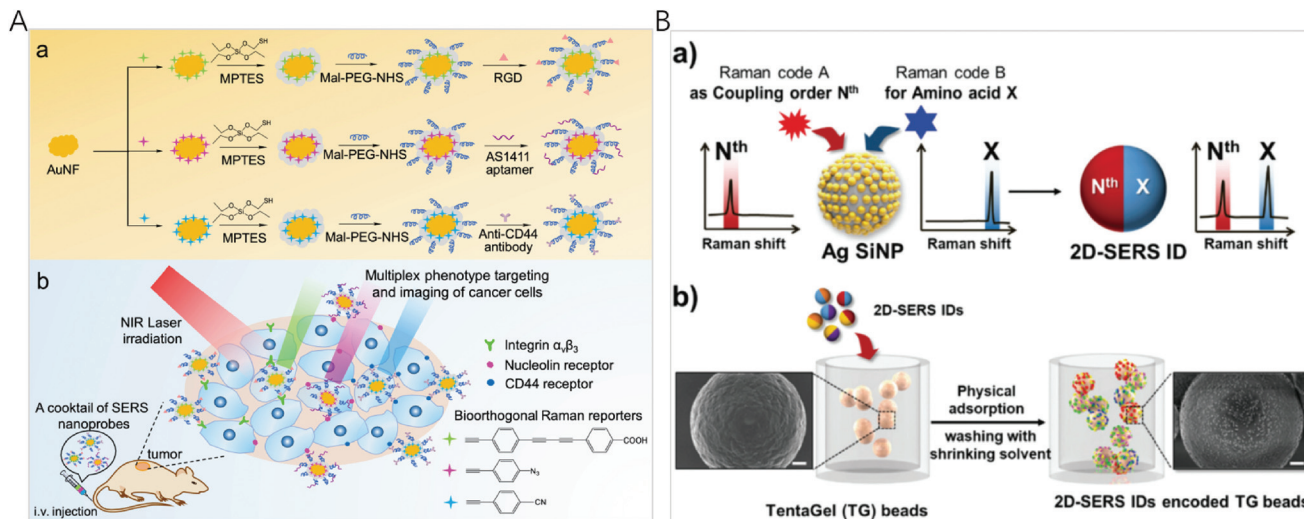 A
a
AuNF
SH
MPTES
Mal-PEG-NHS
RGD
SH
MPTES
Mal-PEG-NHS
AS1411
aptamer
SH
MPTES
Mal-PEG-NHS
Anti-CD44
antibody
b
Multiplex phenotype targeting
and imaging of cancer cells
NIR Laser
irradiation
Integrin αvβ3
Nucleolin receptor
CD44 receptor
A cooktail of SERS
nanoprobes
tumor
i.v. injection
Bioorthogonal Raman reporters
COOH
N3
CN
B
a)
Raman code A
as Coupling order Nth
Raman code B
for Amino acid X
Nth
Raman shift
Ag SiNP
X
Raman shift
Nth X
2D-SERS ID
Nth X
Raman shift
b)
2D-SERS IDs
Physical
adsorption
washing with
shrinking solvent
TentaGel (TG) beads
2D-SERS IDs encoded TG beads